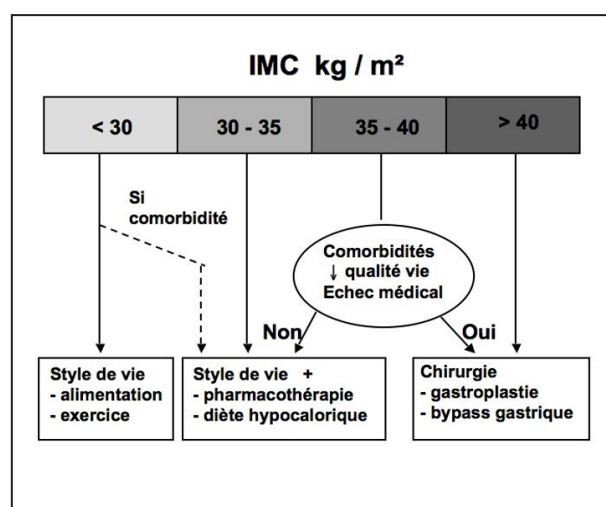 IMC kg / m²
< 30
30 - 35
35 - 40
> 40
Si
comorbidité
Comorbidités
↓ qualité vie
Echec médical
Non
Oui
Style de vie
- alimentation
- exercice
Style de vie +
- pharmacothérapie
- diète hypocalorique
Chirurgie
- gastroplastie
- bypass gastrique